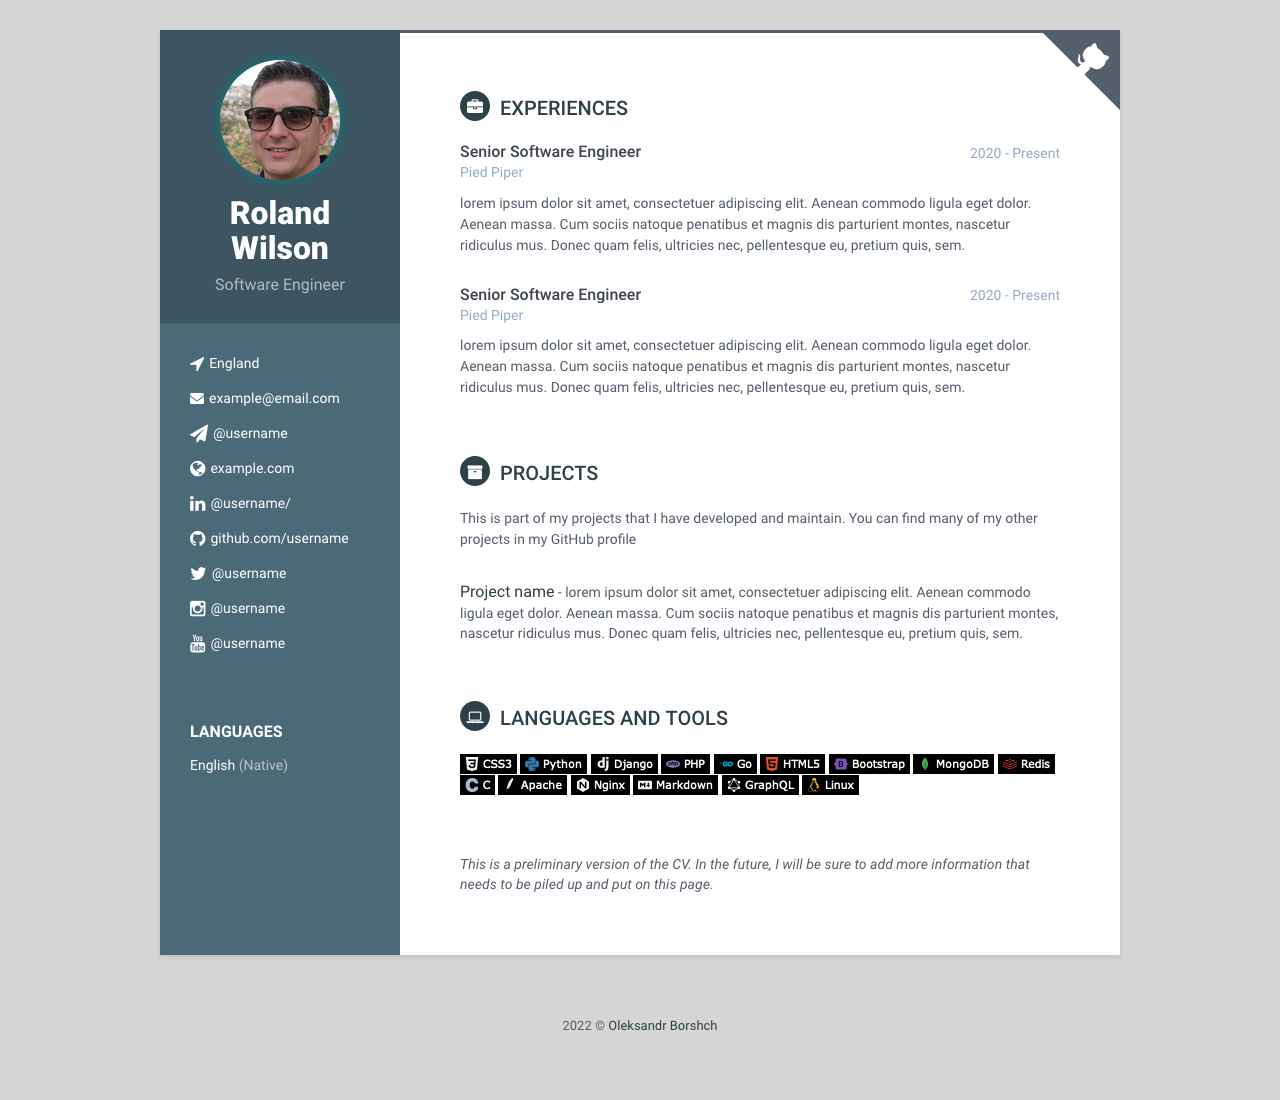 Roland
Wilson
Software Engineer
England
example@email.com
@username
example.com
@username/
github.com/username
@username
@username
You
Tube
@username
LANGUAGES
English (Native)
EXPERIENCES
Senior Software Engineer
2020 - Present
Pied Piper
lorem ipsum dolor sit amet, consectetuer adipiscing elit. Aenean commodo ligula eget dolor.
Aenean massa. Cum sociis natoque penatibus et magnis dis parturient montes, nascetur
ridiculus mus. Donec quam felis, ultricies nec, pellentesque eu, pretium quis, sem.
Senior Software Engineer
2020 - Present
Pied Piper
lorem ipsum dolor sit amet, consectetuer adipiscing elit. Aenean commodo ligula eget dolor.
Aenean massa. Cum sociis natoque penatibus et magnis dis parturient montes, nascetur
ridiculus mus. Donec quam felis, ultricies nec, pellentesque eu, pretium quis, sem.
PROJECTS
This is part of my projects that I have developed and maintain. You can find many of my other
projects in my GitHub profile
Project name - lorem ipsum dolor sit amet, consectetuer adipiscing elit. Aenean commodo
ligula eget dolor. Aenean massa. Cum sociis natoque penatibus et magnis dis parturient montes,
nascetur ridiculus mus. Donec quam felis, ultricies nec, pellentesque eu, pretium quis, sem.
LANGUAGES AND TOOLS
CSS3 Python dj Django PHP Go HTML5 Bootstrap MongoDB Redis
C Apache Nginx Markdown GraphQL Linux
This is a preliminary version of the CV. In the future, I will be sure to add more information that
needs to be piled up and put on this page.
2022 © Oleksandr Borshch